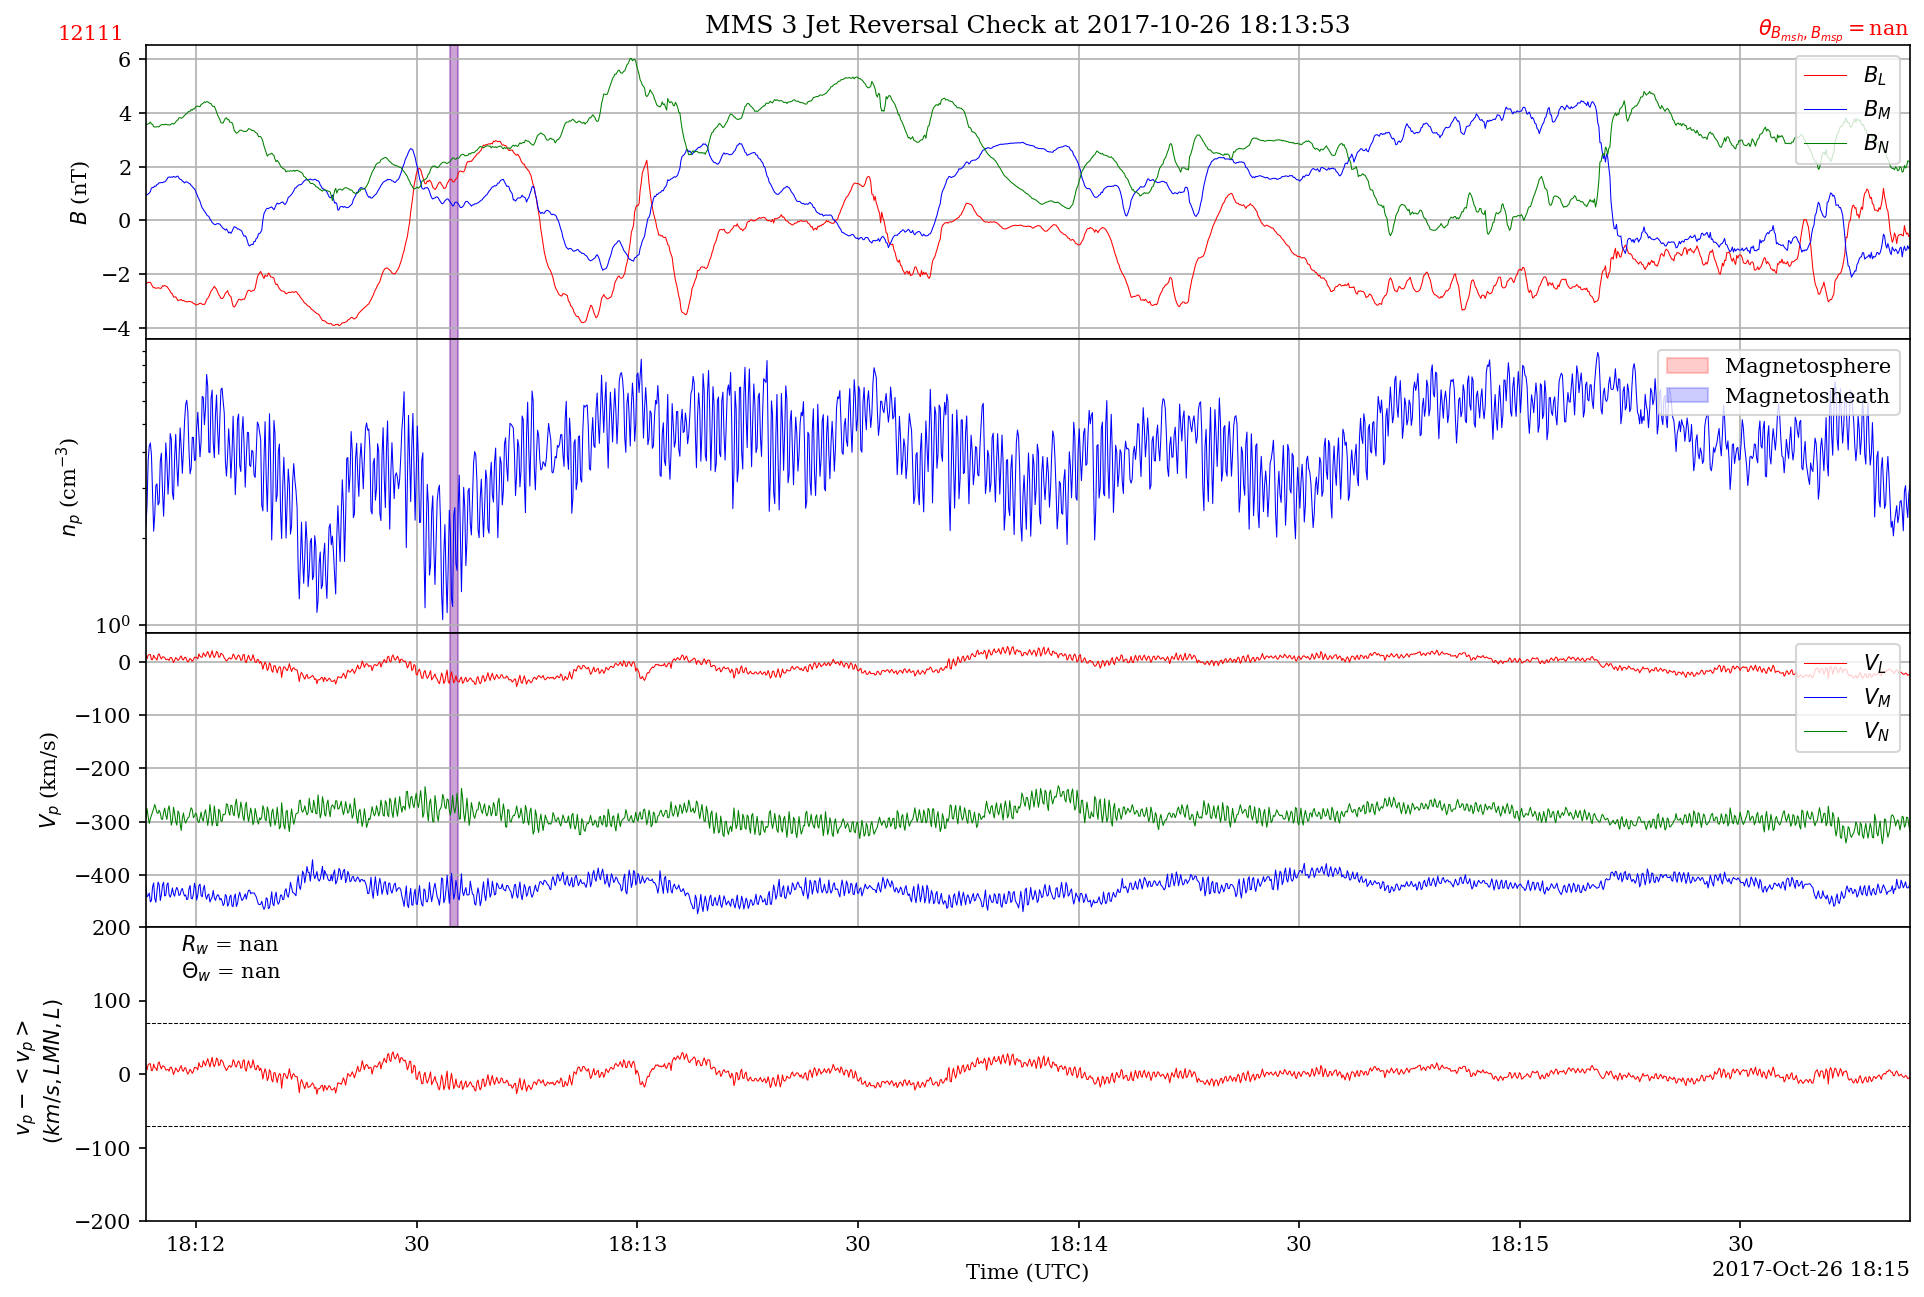 12111
MMS 3 Jet Reversal Check at 2017-10-26 18:13:53
θ_{B_{msh}, B_{msp}} = nan
6
4
2
0
−2
−4
B (nT)
B_L
B_M
B_N
10^0
n_p (cm^{−3})
Magnetosphere
Magnetosheath
0
−100
−200
−300
−400
V_p (km/s)
V_L
V_M
V_N
200
100
0
−100
−200
v_p − < v_p >
(km/s, LMN, L)
R_w = nan
Θ_w = nan
18:12
30
18:13
30
18:14
30
18:15
30
Time (UTC)
2017-Oct-26 18:15